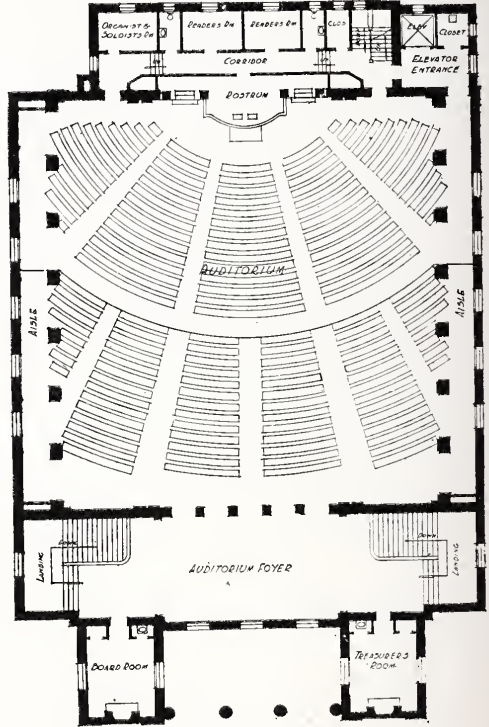 ORGANIST &
SOLOISTS RM
READERS RM
READERS RM
CLOS
ELEV
CLOSET
CORRIDOR
ELEVATOR
ENTRANCE
ROSTRUM
AUDITORIUM
AISLE
AISLE
DOWN
DOWN
LANDING
LANDING
AUDITORIUM FOYER
BOARD ROOM
TREASURERS
ROOM